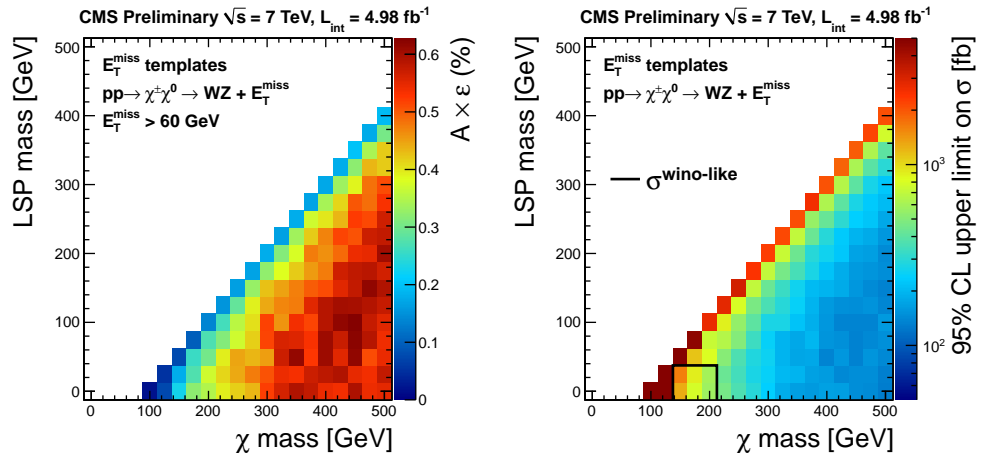 CMS Preliminary √s = 7 TeV, L_int = 4.98 fb⁻¹
E_T^miss templates
pp→ χ^±χ^0 → WZ + E_T^miss
E_T^miss > 60 GeV
LSP mass [GeV]
500
400
300
200
100
0
0 100 200 300 400 500
χ mass [GeV]
0.6
0.5
0.4
0.3
0.2
0.1
0
A × ε (%)
CMS Preliminary √s = 7 TeV, L_int = 4.98 fb⁻¹
E_T^miss templates
pp→ χ^±χ^0 → WZ + E_T^miss
σ^wino-like
LSP mass [GeV]
500
400
300
200
100
0
0 100 200 300 400 500
χ mass [GeV]
10³
10²
95% CL upper limit on σ [fb]